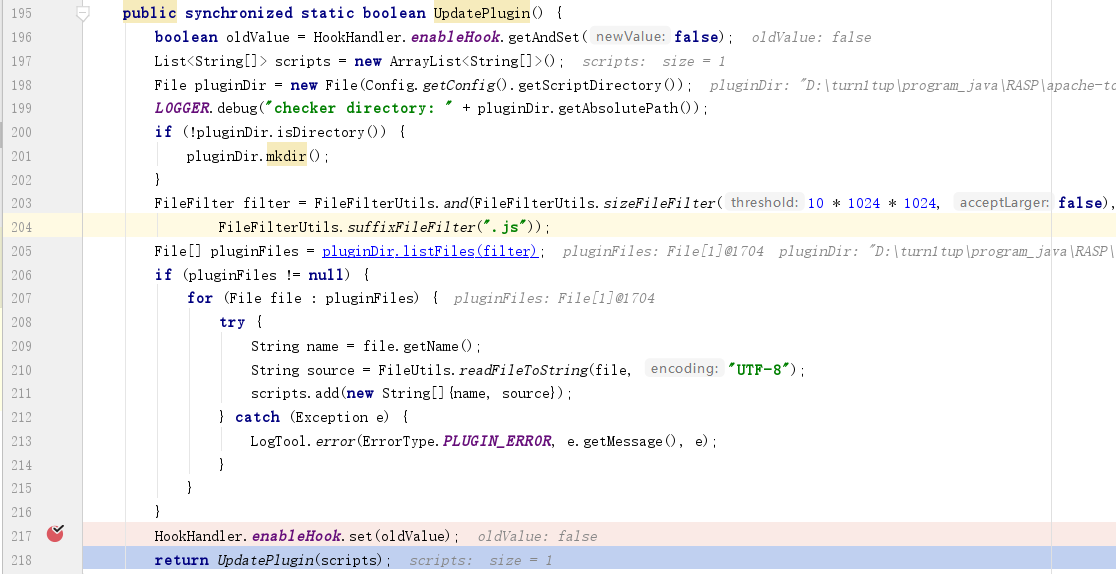 195 public synchronized static boolean UpdatePlugin() {
196 boolean oldValue = HookHandler.enableHook.getAndSet( newValue: false); oldValue: false
197 List<String[]> scripts = new ArrayList<String[]>(); scripts: size = 1
198 File pluginDir = new File(Config.getConfig().getScriptDirectory()); pluginDir: "D:\turn1tup\program_java\RASP\apache-to
199 LOGGER.debug("checker directory: " + pluginDir.getAbsolutePath());
200 if (!pluginDir.isDirectory()) {
201 pluginDir.mkdir();
202 }
203 FileFilter filter = FileFilterUtils.and(FileFilterUtils.sizeFileFilter( threshold: 10 * 1024 * 1024, acceptLarger: false),
204 FileFilterUtils.suffixFileFilter(".js"));
205 File[] pluginFiles = pluginDir.listFiles(filter); pluginFiles: File[1]@1704 pluginDir: "D:\turn1tup\program_java\RASP\
206 if (pluginFiles != null) {
207 for (File file : pluginFiles) { pluginFiles: File[1]@1704
208 try {
209 String name = file.getName();
210 String source = FileUtils.readFileToString(file, encoding: "UTF-8");
211 scripts.add(new String[]{name, source});
212 } catch (Exception e) {
213 LogTool.error(ErrorType.PLUGIN_ERROR, e.getMessage(), e);
214 }
215 }
216 }
217 HookHandler.enableHook.set(oldValue); oldValue: false
218 return UpdatePlugin(scripts); scripts: size = 1